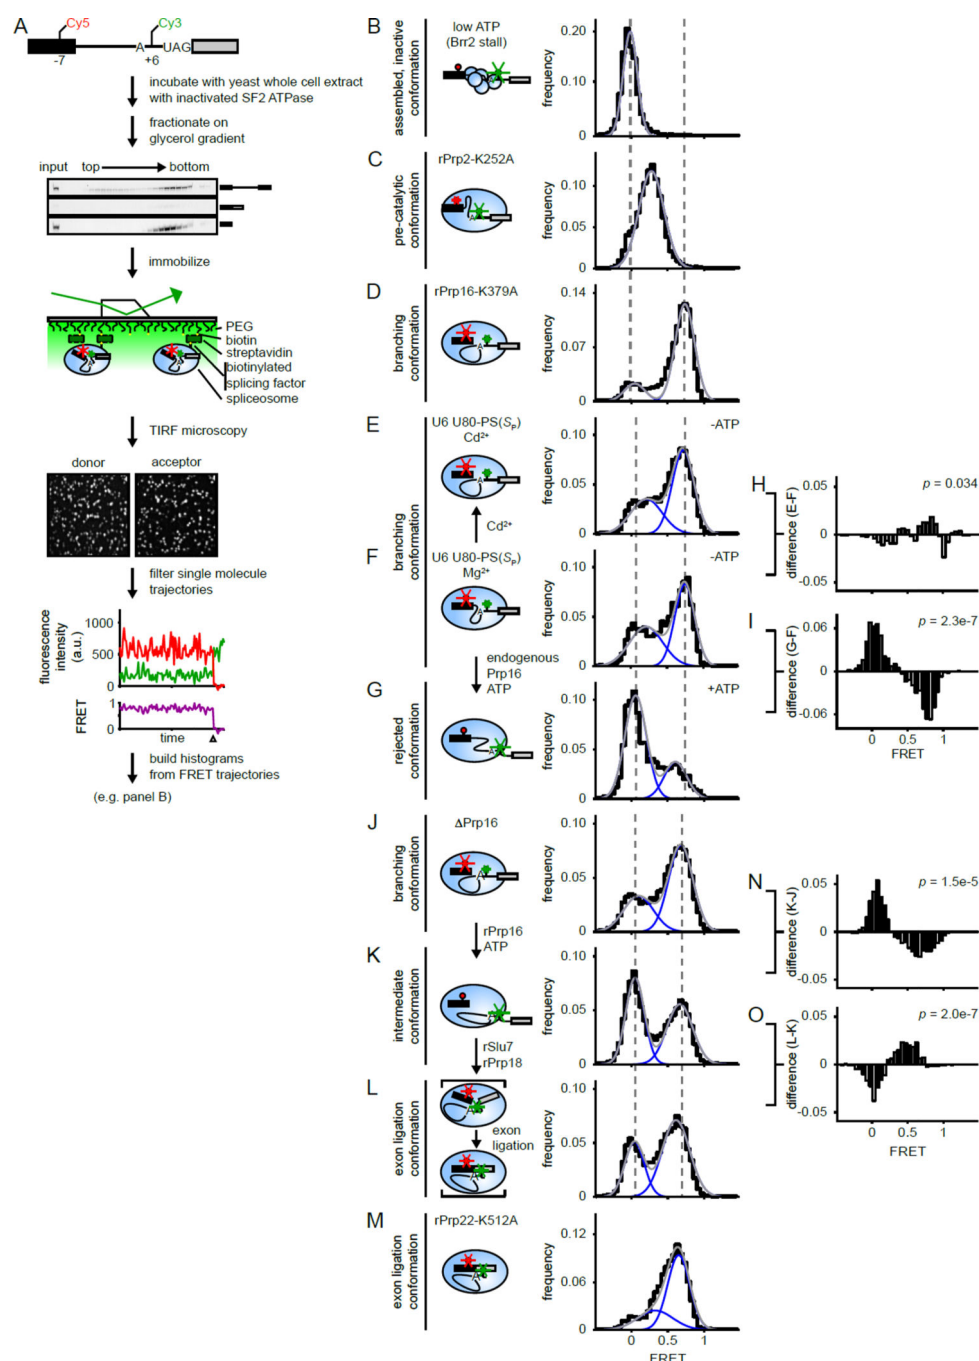 A
Cy5
Cy3
A
UAG
-7
+6
incubate with yeast whole cell extract
with inactivated SF2 ATPase
fractionate on
glycerol gradient
input
top
bottom
immobilize
PEG
biotin
streptavidin
biotinylated
splicing factor
spliceosome
TIRF microscopy
donor
acceptor
filter single molecule
trajectories
fluorescence
intensity
(a.u.)
1000
500
0
FRET
1
0
time
build histograms
from FRET trajectories
(e.g. panel B)
B
assembled, inactive
conformation
low ATP
(Brr2 stall)
frequency
0.20
0.10
0
C
pre-catalytic
conformation
rPrp2-K252A
A
frequency
0.10
0
D
branching
conformation
rPrp16-K379A
A
frequency
0.14
0.07
0
E
branching
conformation
U6 U80-PS(Sₚ)
Cd²⁺
A
Cd²⁺
frequency
0.10
0.05
0
-ATP
F
U6 U80-PS(Sₚ)
Mg²⁺
A
endogenous
Prp16
ATP
frequency
0.10
0.05
0
-ATP
G
rejected
conformation
A
frequency
0.10
0.05
0
+ATP
H
difference (E-F)
0.05
0
-0.05
p = 0.034
I
difference (G-F)
0.06
0
-0.06
p = 2.3e-7
0
0.5
1
FRET
J
branching
conformation
ΔPrp16
A
rPrp16
ATP
frequency
0.10
0.05
0
K
intermediate
conformation
A
rSlu7
rPrp18
frequency
0.10
0.05
0
L
exon ligation
conformation
A
exon
ligation
A
frequency
0.10
0.05
0
M
exon ligation
conformation
rPrp22-K512A
A
frequency
0.12
0.06
0
0
0.5
1
FRET
N
difference (K-J)
0.05
0
-0.05
p = 1.5e-5
O
difference (L-K)
0.05
0
-0.05
p = 2.0e-7
0
0.5
1
FRET